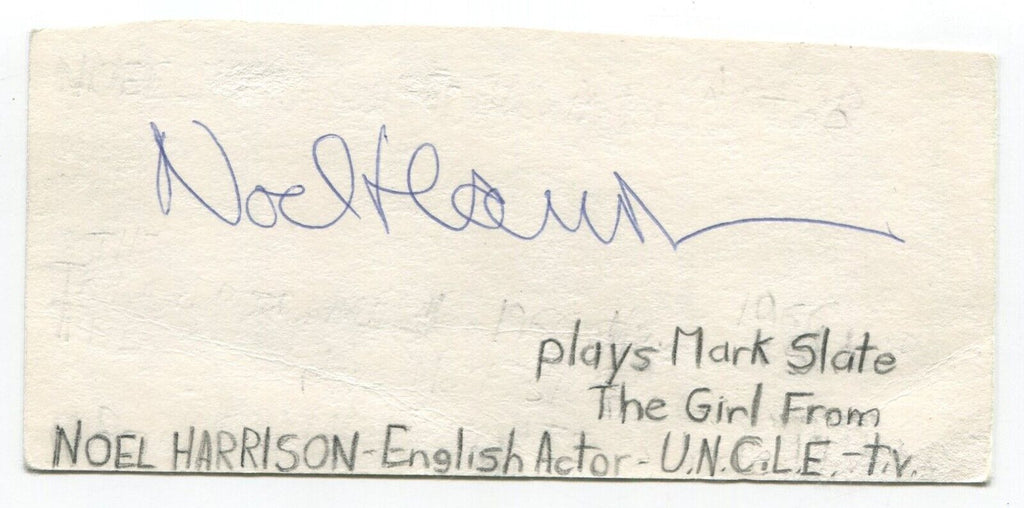 Noel Harrison
plays Mark Slate
The Girl From
NOEL HARRISON-English Actor- U.N.C.L.E.-T.V.